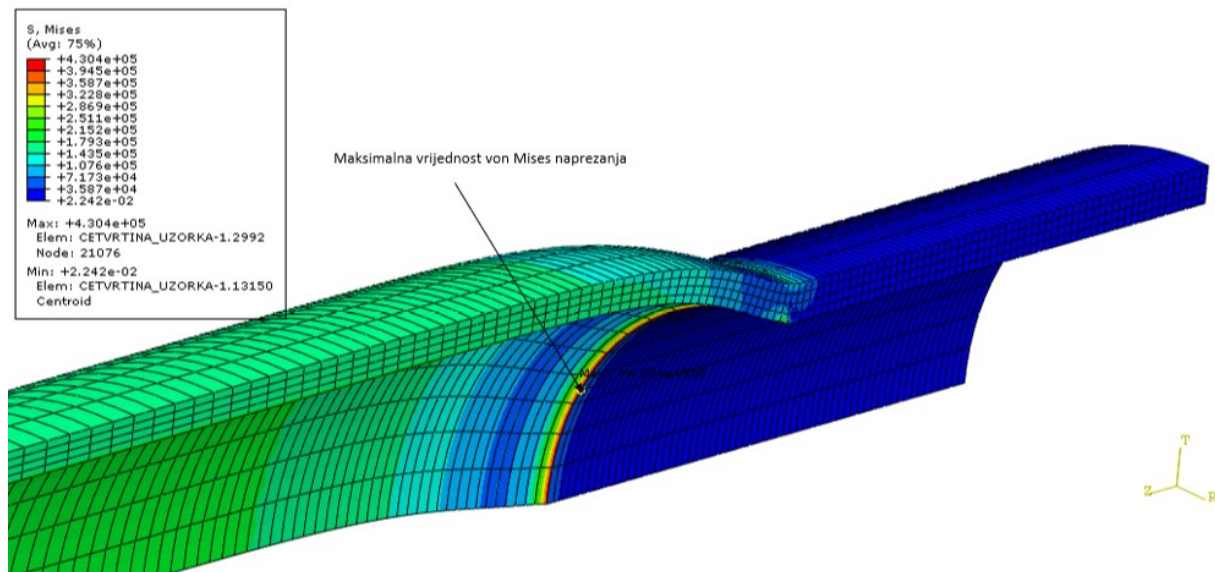 S, Mises
(Avg: 75%)
+4.304e+05
+3.945e+05
+3.587e+05
+3.228e+05
+2.869e+05
+2.511e+05
+2.152e+05
+1.793e+05
+1.435e+05
+1.076e+05
+7.173e+04
+3.587e+04
+2.242e-02
Max: +4.304e+05
Elem: CETVRTINA_UZORKA-1.2992
Node: 21076
Min: +2.242e-02
Elem: CETVRTINA_UZORKA-1.13150
Centroid
Maksimalna vrijednost von Mises naprezanja
T
Z
R